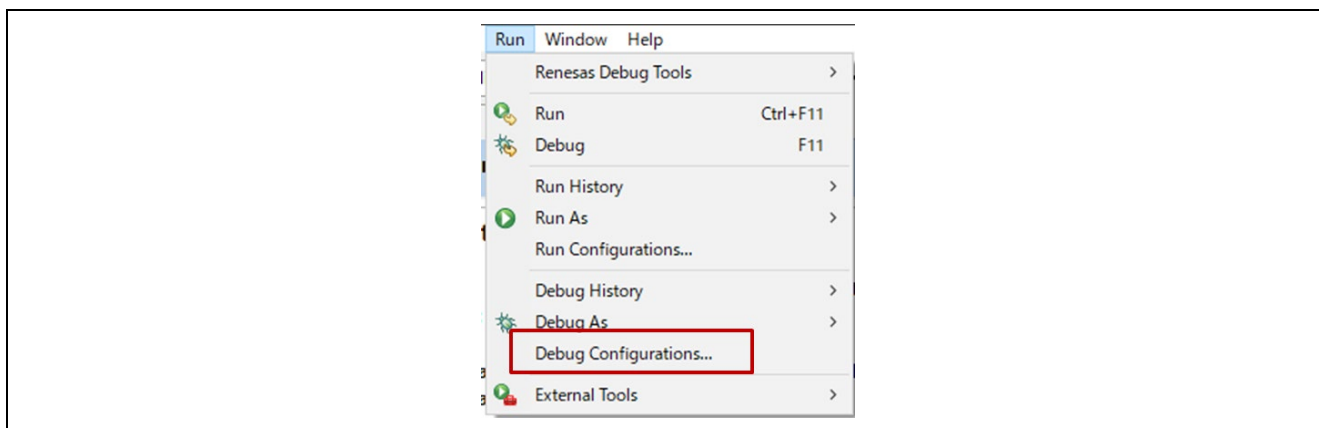 Run Window Help
Renesas Debug Tools >
Run Ctrl+F11
Debug F11
Run History >
Run As >
Run Configurations...
Debug History >
Debug As >
Debug Configurations...
External Tools >